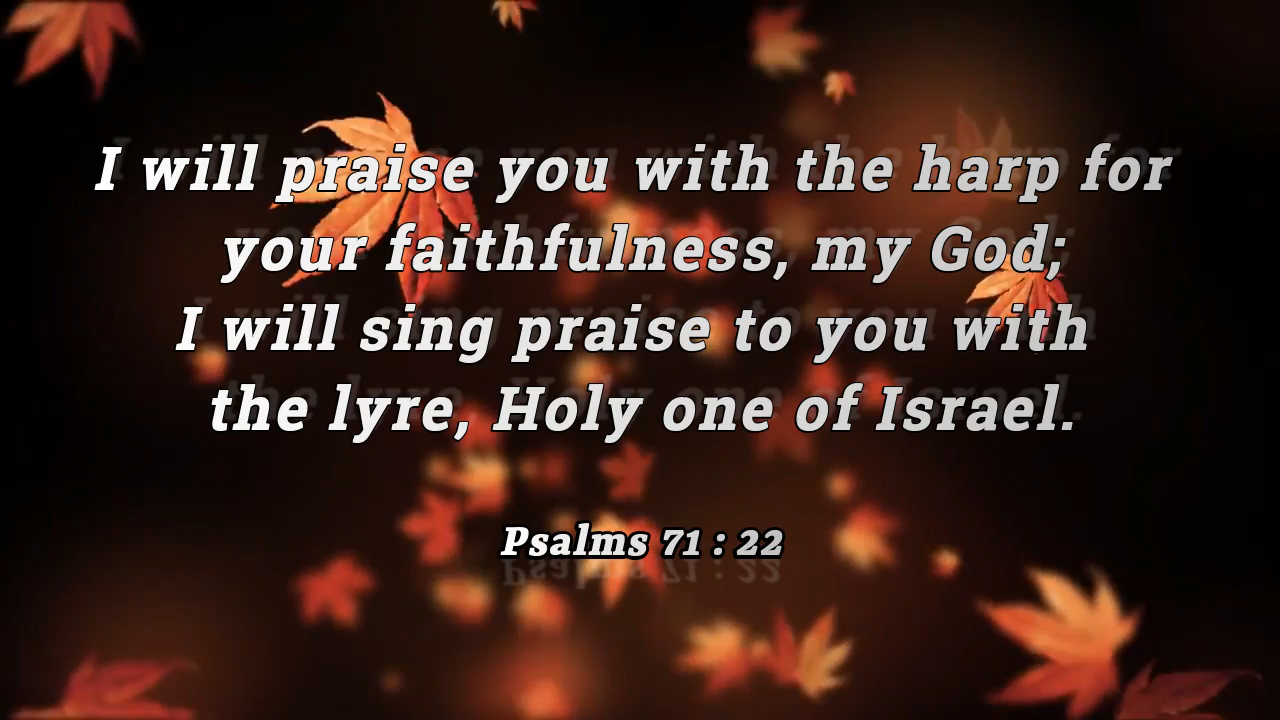 I will praise you with the harp for
your faithfulness, my God;
I will sing praise to you with
the lyre, Holy one of Israel.
Psalms 71 : 22